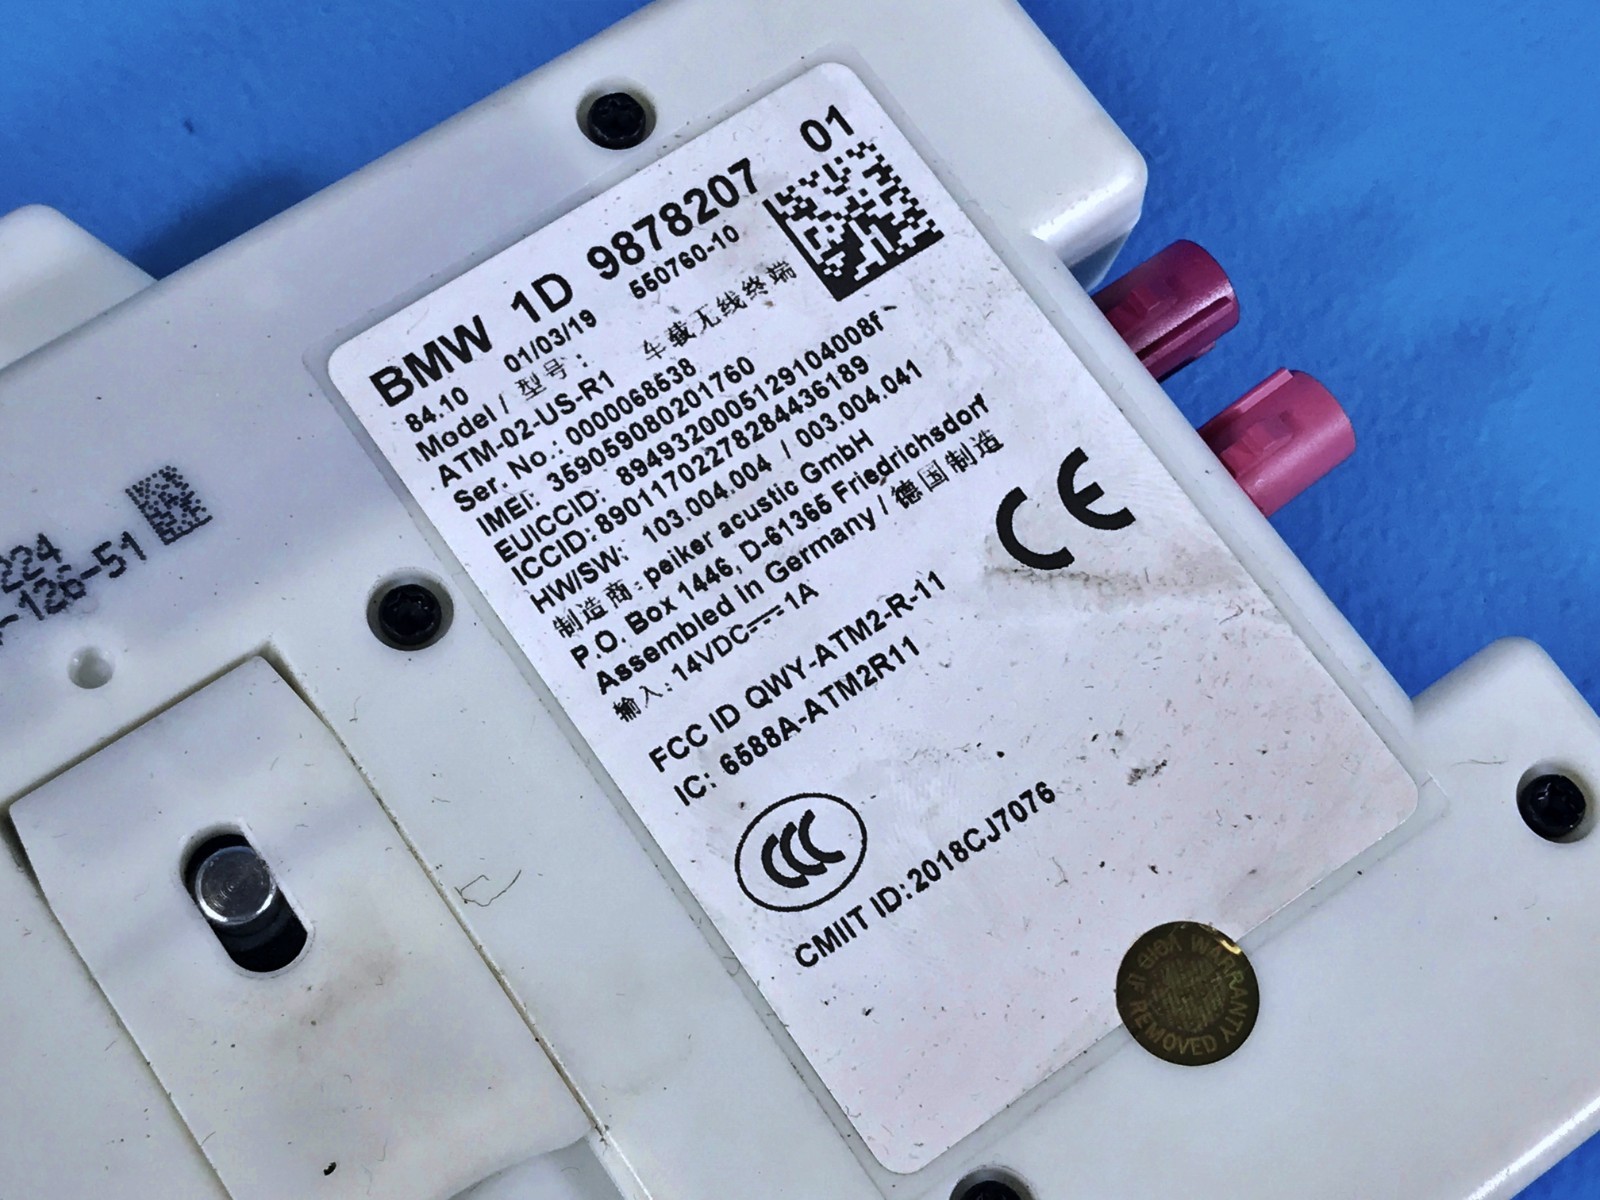 BMW 1D 9878207 01
84.10 01/03/19 550760-10
Model / 型号: 车载无线终端
ATM-02-US-R1
Ser. No.: 0000068538
IMEI: 359059080201760
EUICCID: 89493200005129104008f
ICCID: 8901170227828443​6189
HW/SW: 103.004.004 / 003.004.041
制造商: peiker acustic GmbH
P.O. Box 1446, D-61365 Friedrichsdorf
Assembled in Germany / 德国制造
输入: 14VDC⎓1A
CE
FCC ID QWY-ATM2-R-11
IC: 6588A-ATM2R11
CCC
CMIIT ID: 2018CJ7076
WARRANTY VOID IF REMOVED
224
-126-51